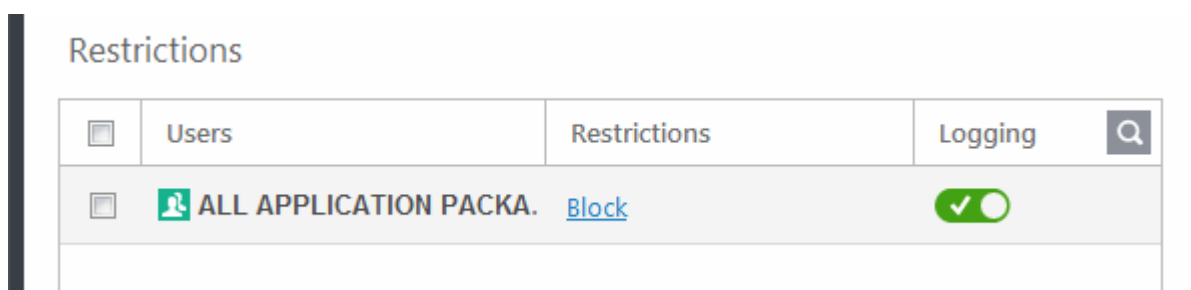 Restrictions
Users Restrictions Logging
ALL APPLICATION PACKA. Block